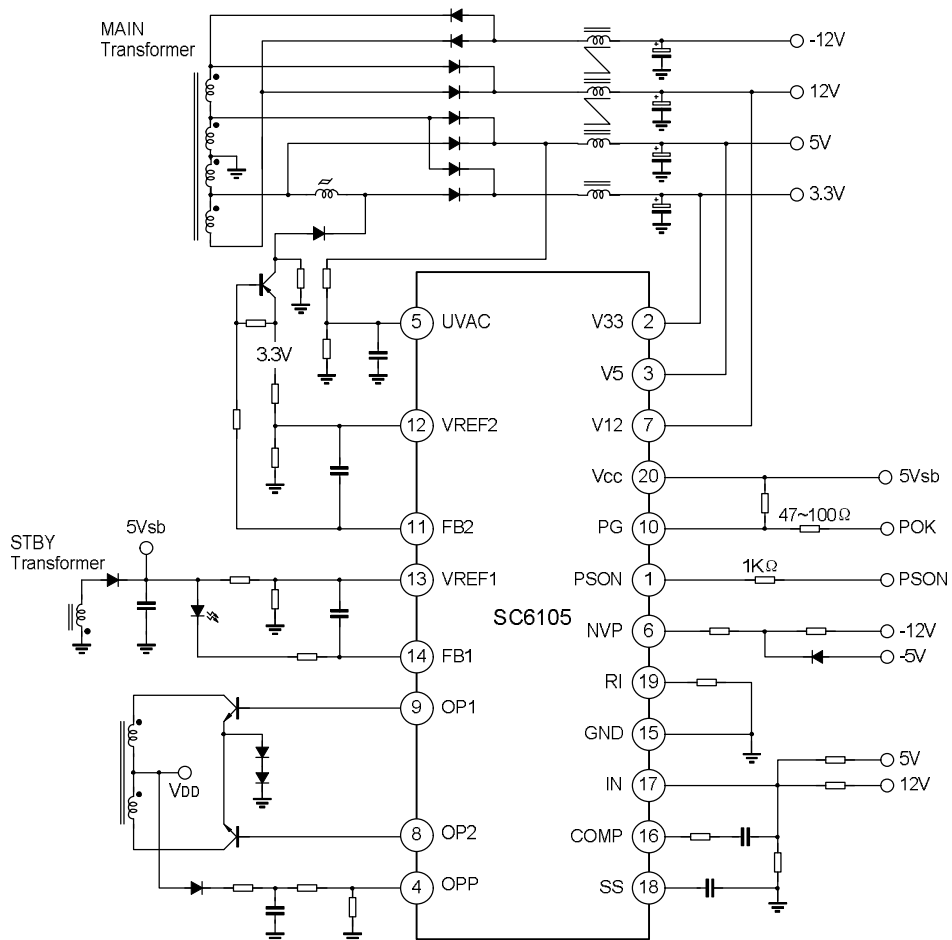 MAIN
Transformer
-12V
12V
5V
3.3V
5 UVAC
V33 2
3.3V
V5 3
12 VREF2
V12 7
Vcc 20
5Vsb
11 FB2
PG 10
47~100Ω
POK
5Vsb
STBY
Transformer
13 VREF1
PSON 1
1KΩ
PSON
SC6105
NVP 6
-12V
-5V
14 FB1
RI 19
9 OP1
GND 15
5V
VDD
IN 17
12V
8 OP2
COMP 16
4 OPP
SS 18